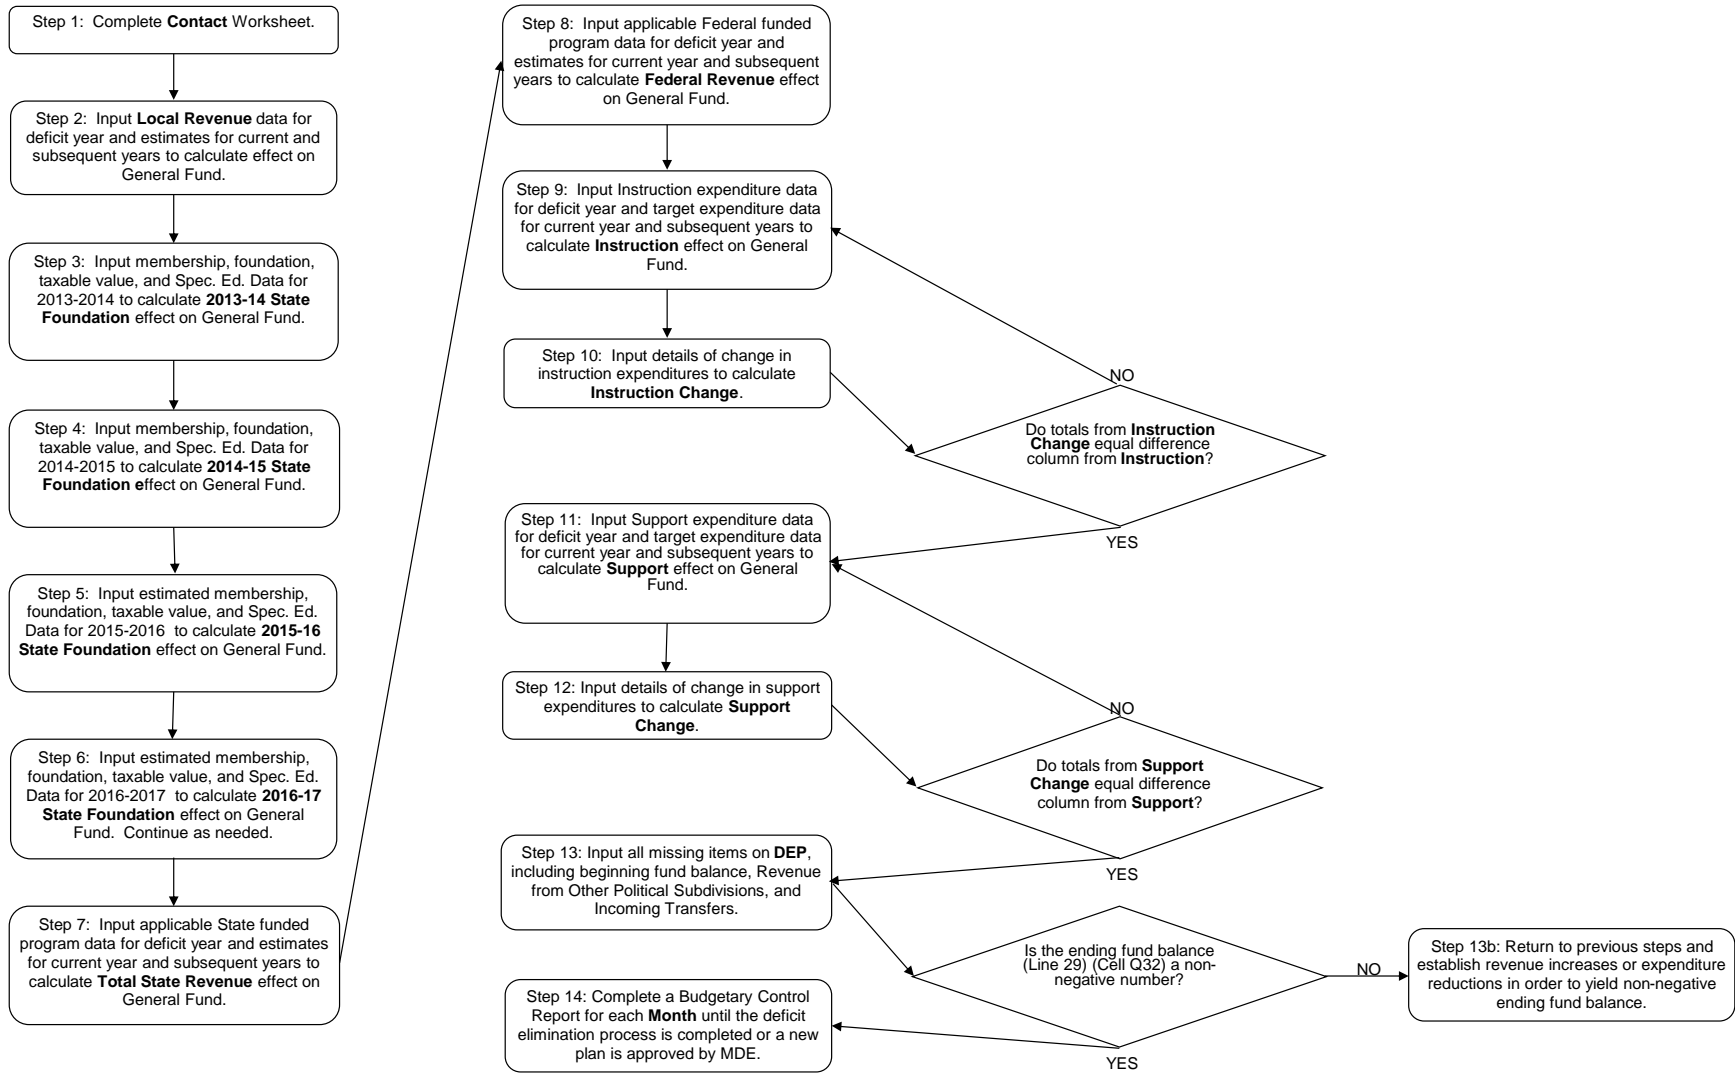 Step 1:  Complete Contact Worksheet.
Step 2:  Input Local Revenue data for
deficit year and estimates for current and
subsequent years to calculate effect on
General Fund.
Step 3:  Input membership, foundation,
taxable value, and Spec. Ed. Data for
2013-2014 to calculate 2013-14 State
Foundation effect on General Fund.
Step 4:  Input membership, foundation,
taxable value, and Spec. Ed. Data for
2014-2015 to calculate 2014-15 State
Foundation effect on General Fund.
Step 5:  Input estimated membership,
foundation, taxable value, and Spec. Ed.
Data for 2015-2016  to calculate 2015-16
State Foundation effect on General Fund.
Step 6:  Input estimated membership,
foundation, taxable value, and Spec. Ed.
Data for 2016-2017  to calculate 2016-17
State Foundation effect on General
Fund.  Continue as needed.
Step 7:  Input applicable State funded
program data for deficit year and estimates
for current year and subsequent years to
calculate Total State Revenue effect on
General Fund.
Step 8:  Input applicable Federal funded
program data for deficit year and
estimates for current year and subsequent
years to calculate Federal Revenue effect
on General Fund.
Step 9:  Input Instruction expenditure data
for deficit year and target expenditure data
for current year and subsequent years to
calculate Instruction effect on General
Fund.
Step 10:  Input details of change in
instruction expenditures to calculate
Instruction Change.
NO
Do totals from Instruction
Change equal difference
column from Instruction?
YES
Step 11:  Input Support expenditure data
for deficit year and target expenditure data
for current year and subsequent years to
calculate Support effect on General
Fund.
Step 12: Input details of change in support
expenditures to calculate Support
Change.
NO
Do totals from Support
Change equal difference
column from Support?
YES
Step 13: Input all missing items on DEP,
including beginning fund balance, Revenue
from Other Political Subdivisions, and
Incoming Transfers.
Is the ending fund balance
(Line 29) (Cell Q32) a non-
negative number?
NO
Step 13b: Return to previous steps and
establish revenue increases or expenditure
reductions in order to yield non-negative
ending fund balance.
YES
Step 14: Complete a Budgetary Control
Report for each Month until the deficit
elimination process is completed or a new
plan is approved by MDE.